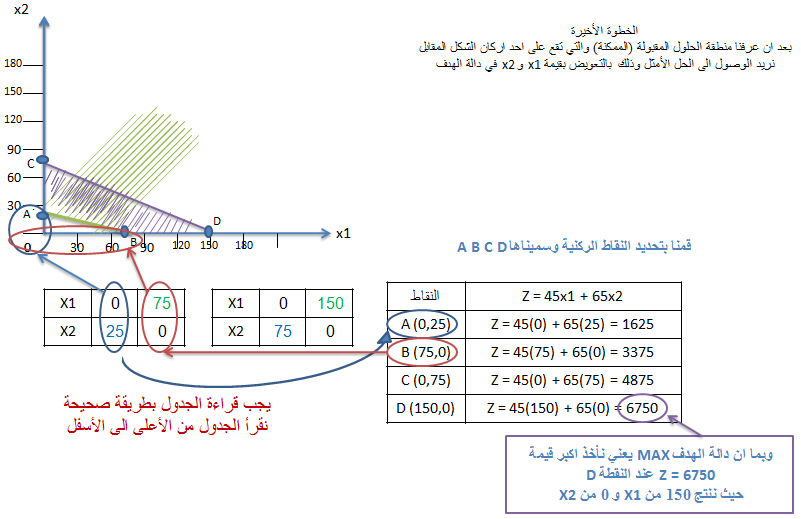 الخطوة الأخيرة
بعد ان عرفنا منطقة الحلول المقبولة (الممكنة) والتي تقع على احد اركان الشكل المقابل
نريد الوصول الى الحل الأمثل وذلك بالتعويض بقيمة x1 و x2 في دالة الهدف
x2
180
150
120
90
C
60
30
A
0 30 60 B 90 120 150 D 180 x1
قمنا بتحديد النقاط الركنية وسميناها A B C D
X1 0 75
X2 25 0
X1 0 150
X2 75 0
النقاط Z = 45x1 + 65x2
A (0,25) Z = 45(0) + 65(25) = 1625
B (75,0) Z = 45(75) + 65(0) = 3375
C (0,75) Z = 45(0) + 65(75) = 4875
D (150,0) Z = 45(150) + 65(0) = 6750
يجب قراءة الجدول بطريقة صحيحة
نقرأ الجدول من الأعلى الى الأسفل
وبما ان دالة الهدف MAX يعني نأخذ اكبر قيمة
Z = 6750 عند النقطة D
حيث ننتج 150 من X1 و 0 من X2